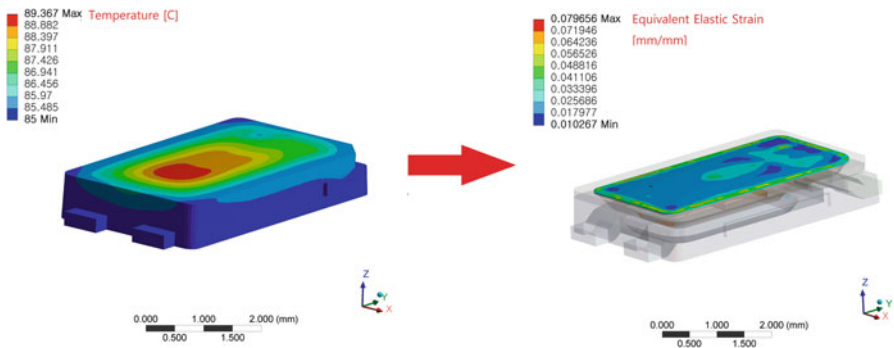 89.367 Max
88.882
88.397
87.911
87.426
86.941
86.456
85.97
85.485
85 Min
Temperature [C]
Z
Y
X
0.000 1.000 2.000 (mm)
0.500 1.500
0.079656 Max
0.071946
0.064236
0.056526
0.048816
0.041106
0.033396
0.025686
0.017977
0.010267 Min
Equivalent Elastic Strain
[mm/mm]
Z
Y
X
0.000 1.000 2.000 (mm)
0.500 1.500